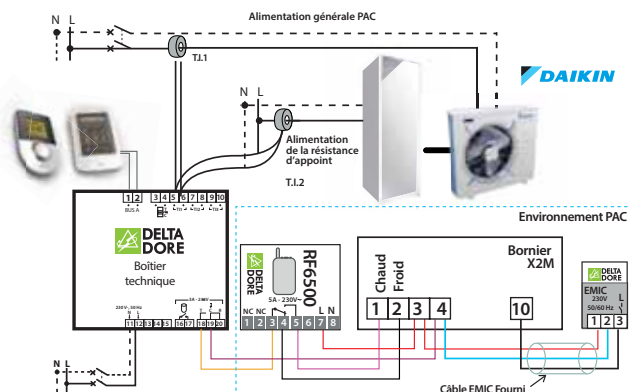 Alimentation générale PAC
N L
T.I.1
DAIKIN
N L
Alimentation
de la résistance
d'appoint
T.I.2
1 2 3 4 5 6 7 8 9 10
BUS A
TI1 TI2 TI3
Environnement PAC
DELTA
DORE
Boîtier
technique
DELTA
DORE
RF6500
5A - 230V~
NC NC
L N
1 2 3 4 5 6 7 8
Chaud
Froid
Bornier
X2M
1 2 3 4
10
DELTA
DORE
EMIC
230V
50/60 Hz
L
1 2 3
230V~, 50Hz
N L
5A - 230V
11 12 13 14 15 16 17 18 19 20
N L
Câble EMIC Fourni